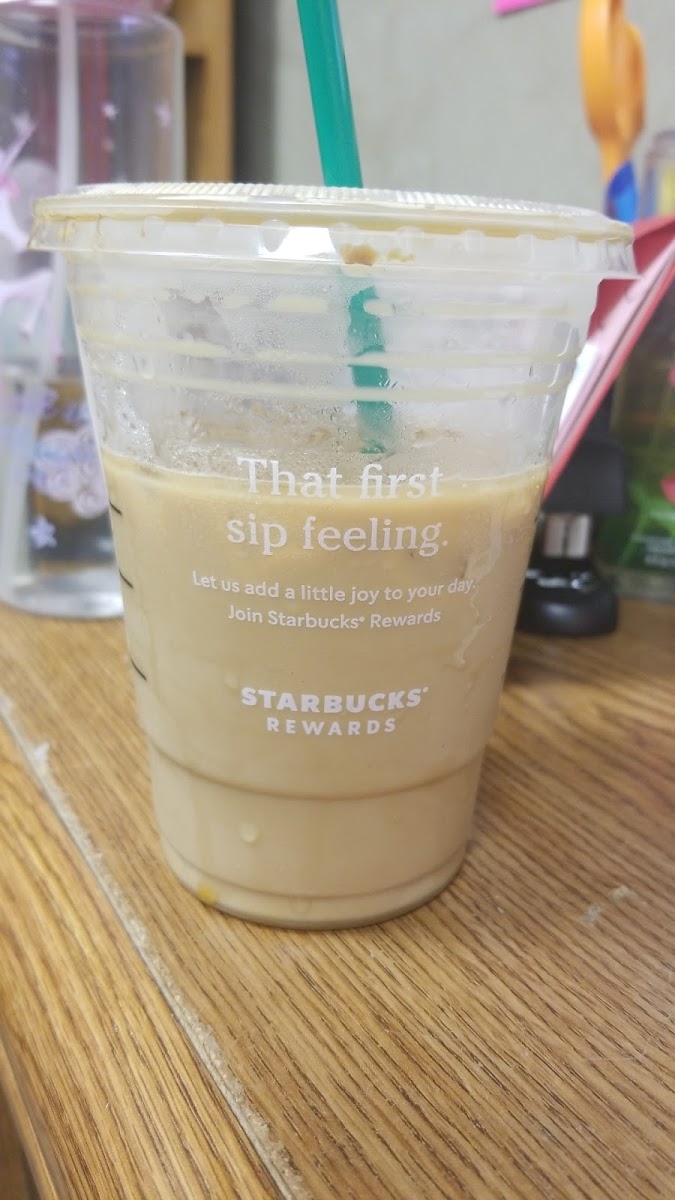 That first
sip feeling.
Let us add a little joy to your day.
Join Starbucks® Rewards
STARBUCKS®
REWARDS